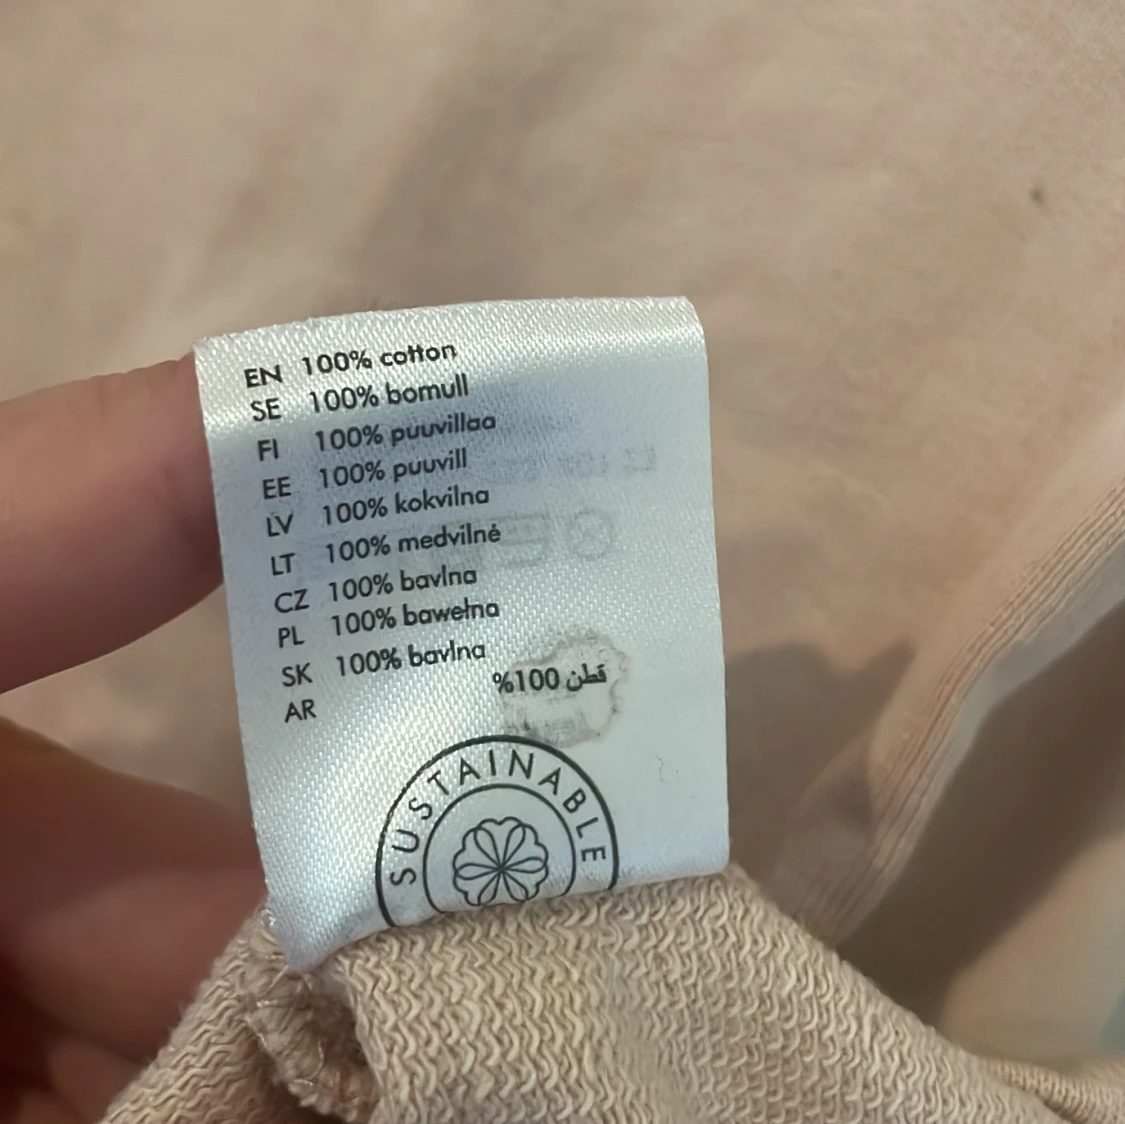 EN 100% cotton
SE 100% bomull
FI 100% puuvillaa
EE 100% puuvill
LV 100% kokvilna
LT 100% medvilnė
CZ 100% bavlna
PL 100% bawełna
SK 100% bavlna
AR قطن 100%
SUSTAINABLE